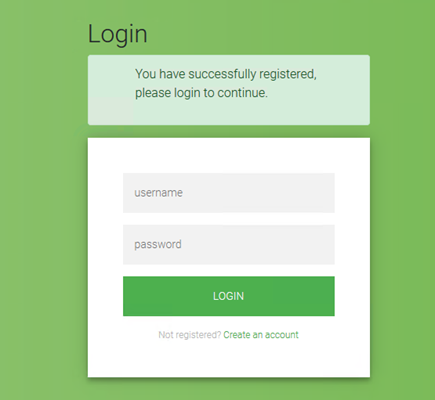 Login
You have successfully registered,
please login to continue.
username
password
LOGIN
Not registered? Create an account